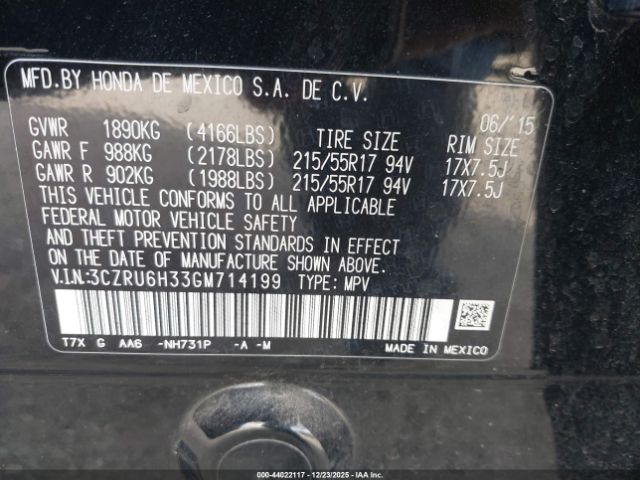 MFD. BY HONDA DE MEXICO S.A. DE C.V.
06/'15
GVWR 1890KG (4166LBS) TIRE SIZE RIM SIZE
GAWR F 988KG (2178LBS) 215/55R17 94V 17X7.5J
GAWR R 902KG (1988LBS) 215/55R17 94V 17X7.5J
THIS VEHICLE CONFORMS TO ALL APPLICABLE
FEDERAL MOTOR VEHICLE SAFETY
AND THEFT PREVENTION STANDARDS IN EFFECT
ON THE DATE OF MANUFACTURE SHOWN ABOVE.
V.I.N.:3CZRU6H33GM714199 TYPE: MPV
T7X G AA6 -NH731P -A -M MADE IN MEXICO
000-44022117 - 12/23/2025 - IAAI.COM